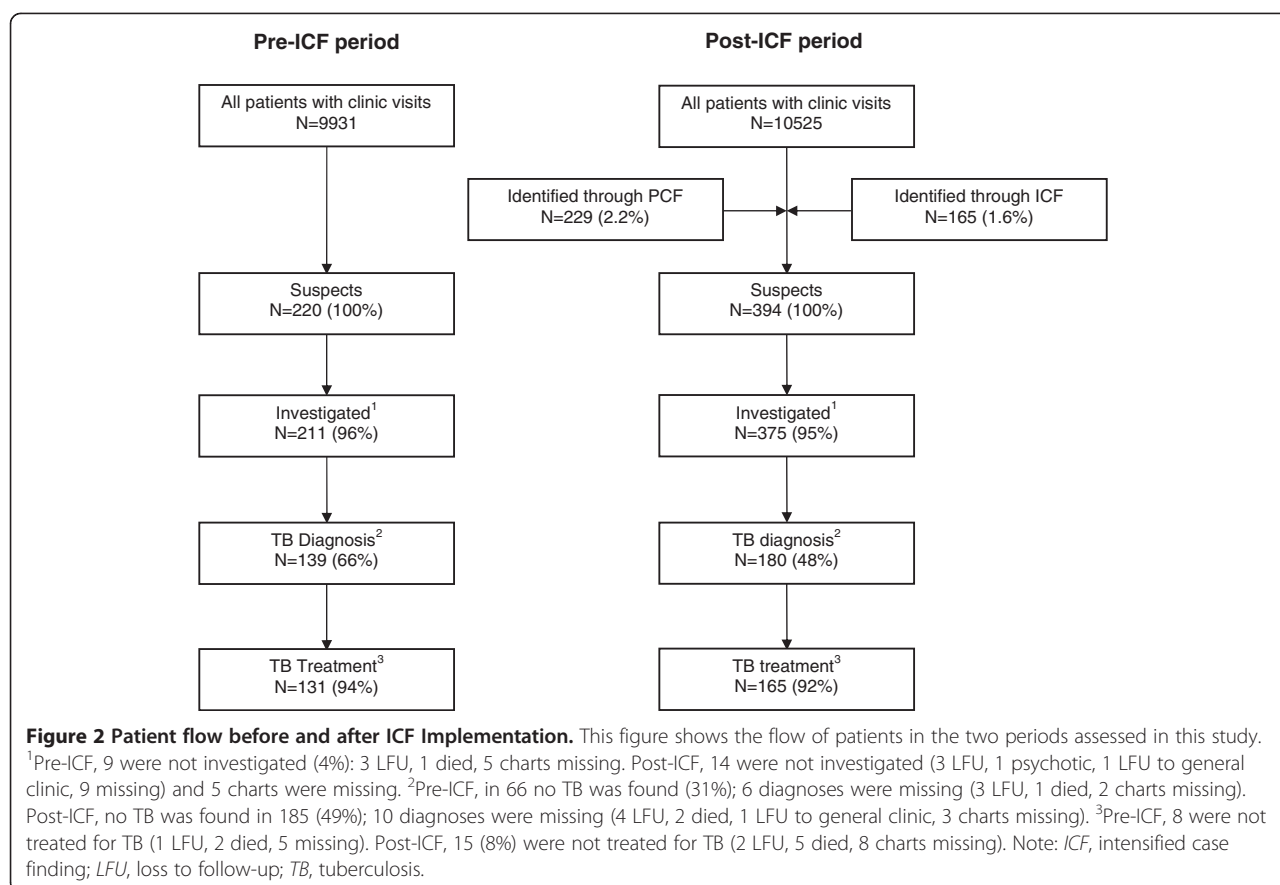 Pre-ICF period
Post-ICF period
All patients with clinic visits
N=9931
All patients with clinic visits
N=10525
Identified through PCF
N=229 (2.2%)
Identified through ICF
N=165 (1.6%)
Suspects
N=220 (100%)
Suspects
N=394 (100%)
Investigated1
N=211 (96%)
Investigated1
N=375 (95%)
TB Diagnosis2
N=139 (66%)
TB diagnosis2
N=180 (48%)
TB Treatment3
N=131 (94%)
TB treatment3
N=165 (92%)
Figure 2 Patient flow before and after ICF Implementation. This figure shows the flow of patients in the two periods assessed in this study.
1Pre-ICF, 9 were not investigated (4%): 3 LFU, 1 died, 5 charts missing. Post-ICF, 14 were not investigated (3 LFU, 1 psychotic, 1 LFU to general
clinic, 9 missing) and 5 charts were missing. 2Pre-ICF, in 66 no TB was found (31%); 6 diagnoses were missing (3 LFU, 1 died, 2 charts missing).
Post-ICF, no TB was found in 185 (49%); 10 diagnoses were missing (4 LFU, 2 died, 1 LFU to general clinic, 3 charts missing). 3Pre-ICF, 8 were not
treated for TB (1 LFU, 2 died, 5 missing). Post-ICF, 15 (8%) were not treated for TB (2 LFU, 5 died, 8 charts missing). Note: ICF, intensified case
finding; LFU, loss to follow-up; TB, tuberculosis.